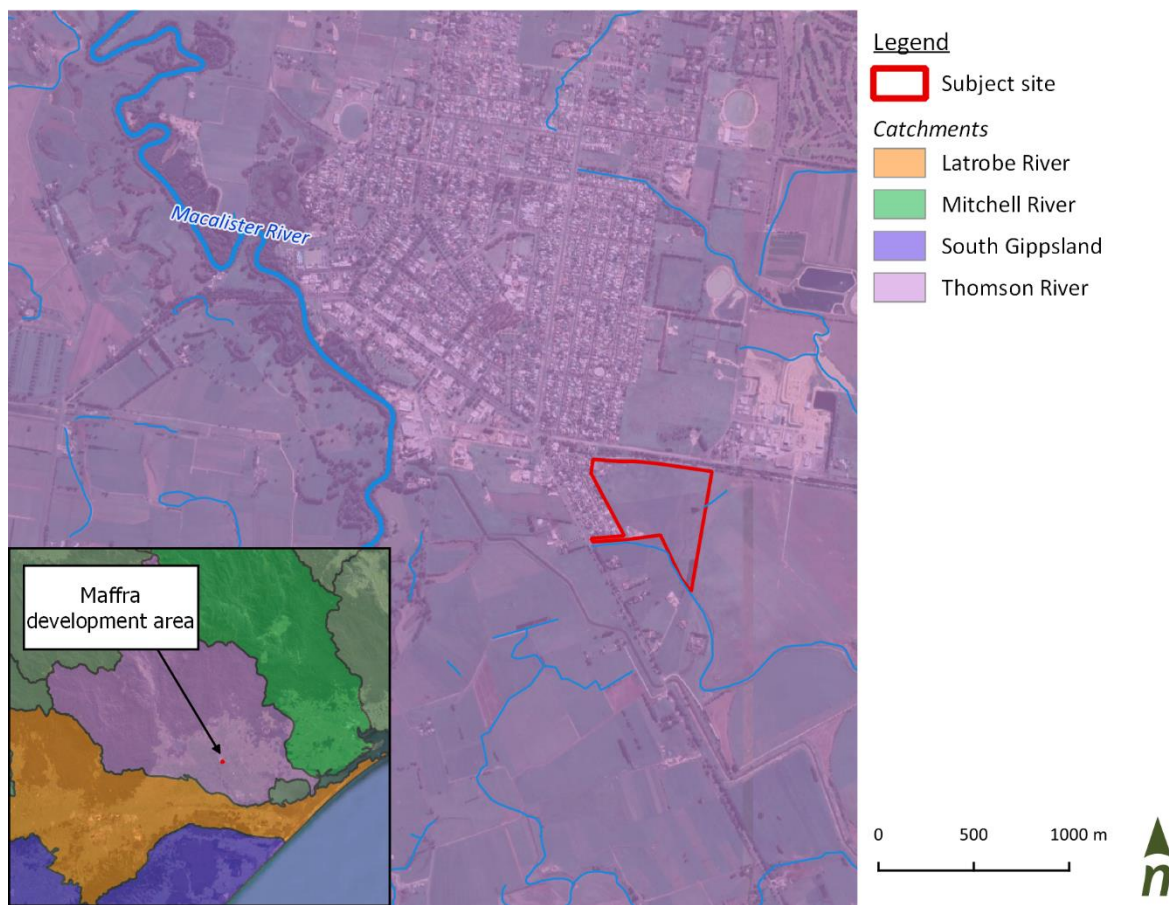 Macalister River
Maffra
development area
Legend
Subject site
Catchments
Latrobe River
Mitchell River
South Gippsland
Thomson River
0 500 1000 m
n